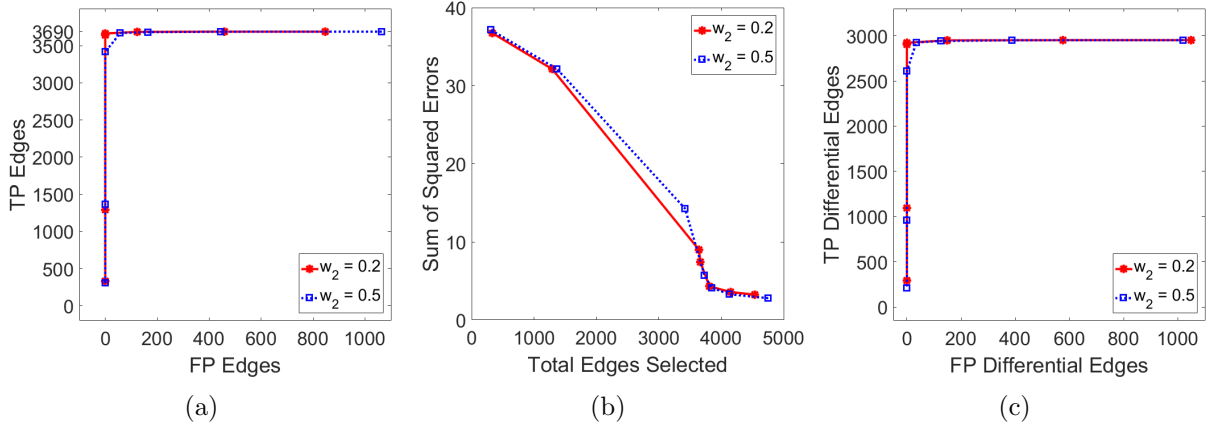 3690
3500
3000
2500
2000
1500
1000
500
0
TP Edges
0 200 400 600 800 1000
FP Edges
w2 = 0.2
w2 = 0.5
(a)
40
30
20
10
0
Sum of Squared Errors
0 1000 2000 3000 4000 5000
Total Edges Selected
w2 = 0.2
w2 = 0.5
(b)
3000
2500
2000
1500
1000
500
0
TP Differential Edges
0 200 400 600 800 1000
FP Differential Edges
w2 = 0.2
w2 = 0.5
(c)